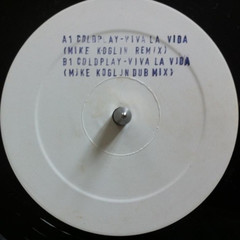 A1 COLDPLAY-VIVA LA VIDA
(MIKE KOGLIN REMIX)
B1 COLDPLAY-VIVA LA VIDA
(MIKE KOGLIN DUB MIX)